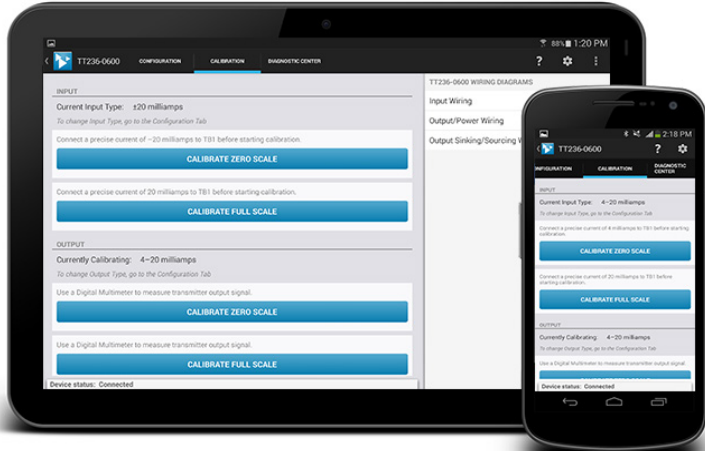 88% 1:20 PM
TT236-0600 CONFIGURATION CALIBRATION DIAGNOSTIC CENTER ?
INPUT
Current Input Type: ±20 milliamps
To change Input Type, go to the Configuration Tab
Connect a precise current of -20 milliamps to TB1 before starting calibration.
CALIBRATE ZERO SCALE
Connect a precise current of 20 milliamps to TB1 before starting calibration.
CALIBRATE FULL SCALE
OUTPUT
Currently Calibrating: 4-20 milliamps
To change Output Type, go to the Configuration Tab
Use a Digital Multimeter to measure transmitter output signal.
CALIBRATE ZERO SCALE
Use a Digital Multimeter to measure transmitter output signal.
CALIBRATE FULL SCALE
Device status: Connected
TT236-0600 WIRING DIAGRAMS
Input Wiring
Output/Power Wiring
Output Sinking/Sourcing W
2:18 PM
TT236-0600 ?
ONFIGURATION CALIBRATION DIAGNOSTIC
CENTER
INPUT
Current Input Type: 4-20 milliamps
To change Input Type, go to the Configuration Tab
Connect a precise current of 4 milliamps to TB1 before starting
calibration.
CALIBRATE ZERO SCALE
Connect a precise current of 20 milliamps to TB1 before
starting calibration.
CALIBRATE FULL SCALE
OUTPUT
Currently Calibrating: 4-20 milliamps
To change Output Type, go to the Configuration Tab
Use a Digital Multimeter to measure transmitter output signal.
Device status: Connected